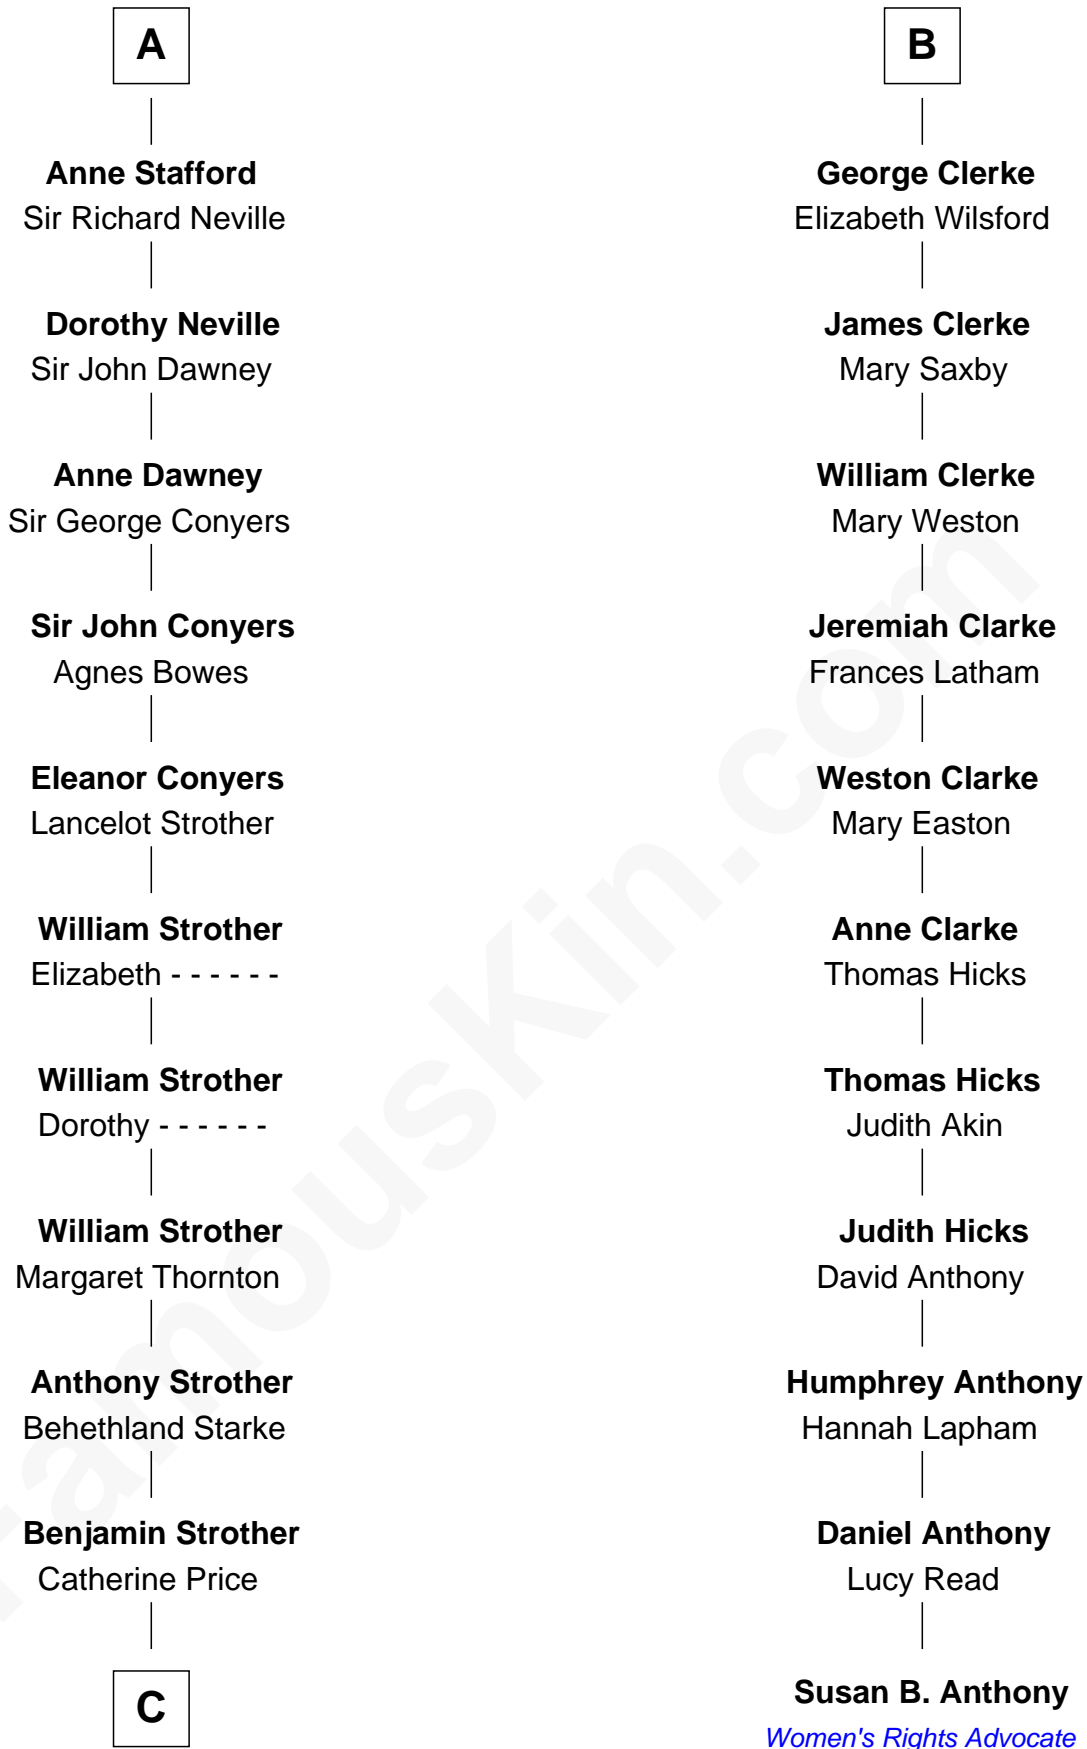 A
Anne Stafford
Sir Richard Neville
Dorothy Neville
Sir John Dawney
Anne Dawney
Sir George Conyers
Sir John Conyers
Agnes Bowes
Eleanor Conyers
Lancelot Strother
William Strother
Elizabeth - - - - - -
William Strother
Dorothy - - - - - -
William Strother
Margaret Thornton
Anthony Strother
Behethland Starke
Benjamin Strother
Catherine Price
C
B
George Clerke
Elizabeth Wilsford
James Clerke
Mary Saxby
William Clerke
Mary Weston
Jeremiah Clarke
Frances Latham
Weston Clarke
Mary Easton
Anne Clarke
Thomas Hicks
Thomas Hicks
Judith Akin
Judith Hicks
David Anthony
Humphrey Anthony
Hannah Lapham
Daniel Anthony
Lucy Read
Susan B. Anthony
Women's Rights Advocate
FamousKin.com